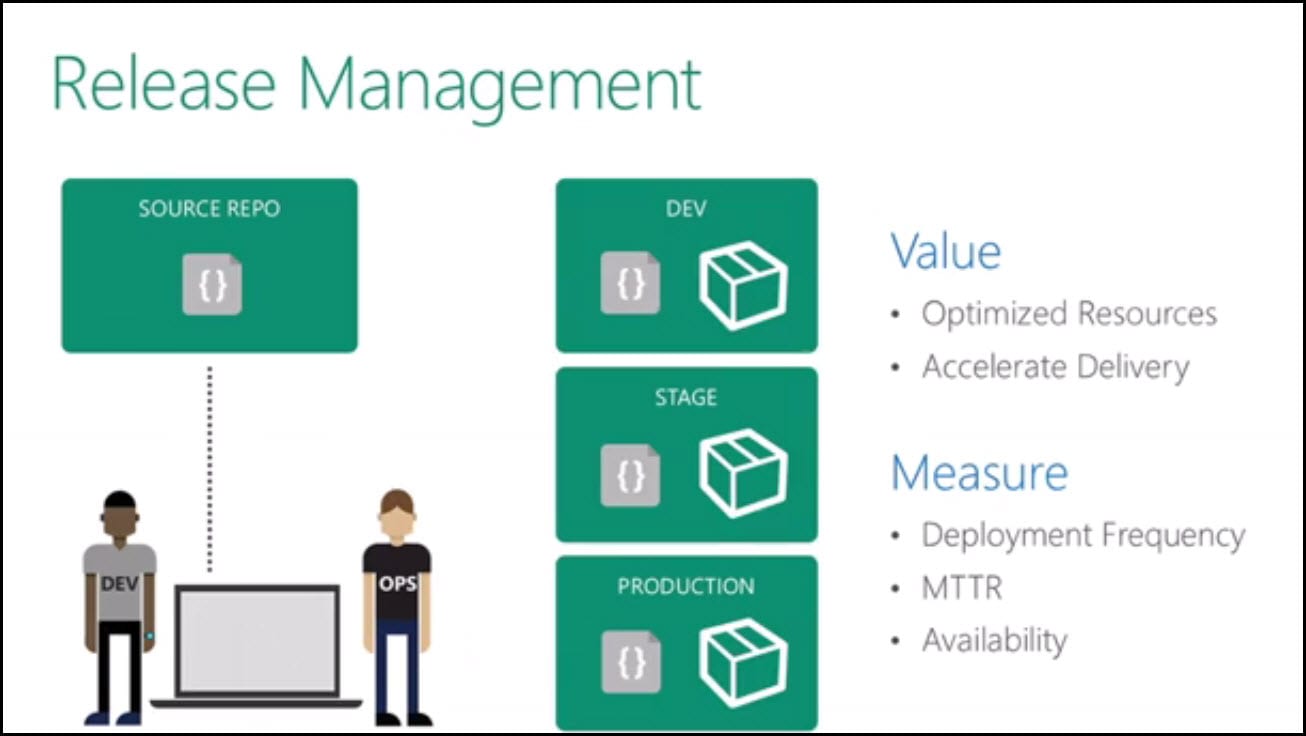 Release Management
SOURCE REPO
{}
DEV
{}
STAGE
{}
PRODUCTION
{}
DEV
OPS
Value
• Optimized Resources
• Accelerate Delivery
Measure
• Deployment Frequency
• MTTR
• Availability